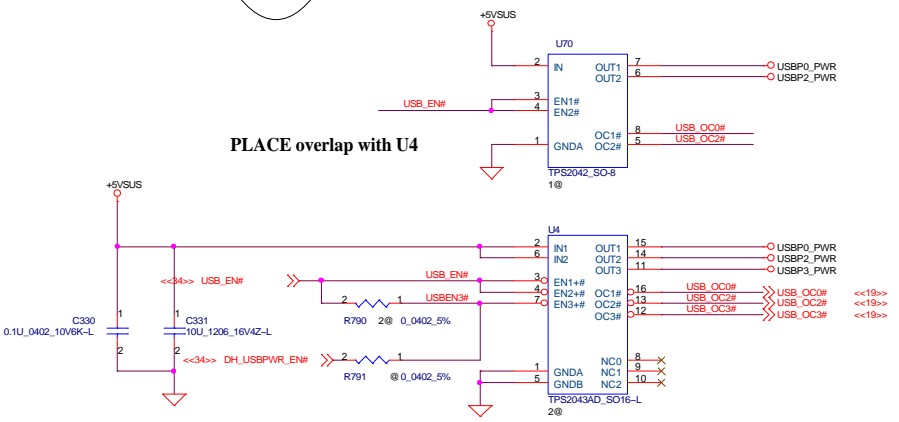 +5VSUS
U70
2 IN OUT1 7 USBP0_PWR
OUT2 6 USBP2_PWR
USB_EN# 3 EN1#
4 EN2#
OC1# 8 USB_OC0#
1 GNDA OC2# 5 USB_OC2#
PLACE overlap with U4
TPS2042_SO-8
1@
+5VSUS
U4
2 IN1 OUT1 15 USBP0_PWR
6 IN2 OUT2 14 USBP2_PWR
OUT3 11 USBP3_PWR
<<34>> USB_EN# USB_EN# 3 EN1+#
4 EN2+# OC1# 16 USB_OC0# USB_OC0# <<19>>
2 1 USBEN3# 7 EN3+# OC2# 13 USB_OC2# USB_OC2# <<19>>
OC3# 12 USB_OC3# USB_OC3# <<19>>
R790 2@ 0_0402_5%
1 1
C330 C331
0.1U_0402_10V6K~L 10U_1206_16V4Z~L
2 2
<<34>> DH_USBPWR_EN# 2 1
R791 @ 0_0402_5%
NC0 8
1 GNDA NC1 9
5 GNDB NC2 10
TPS2043AD_SO16~L
2@